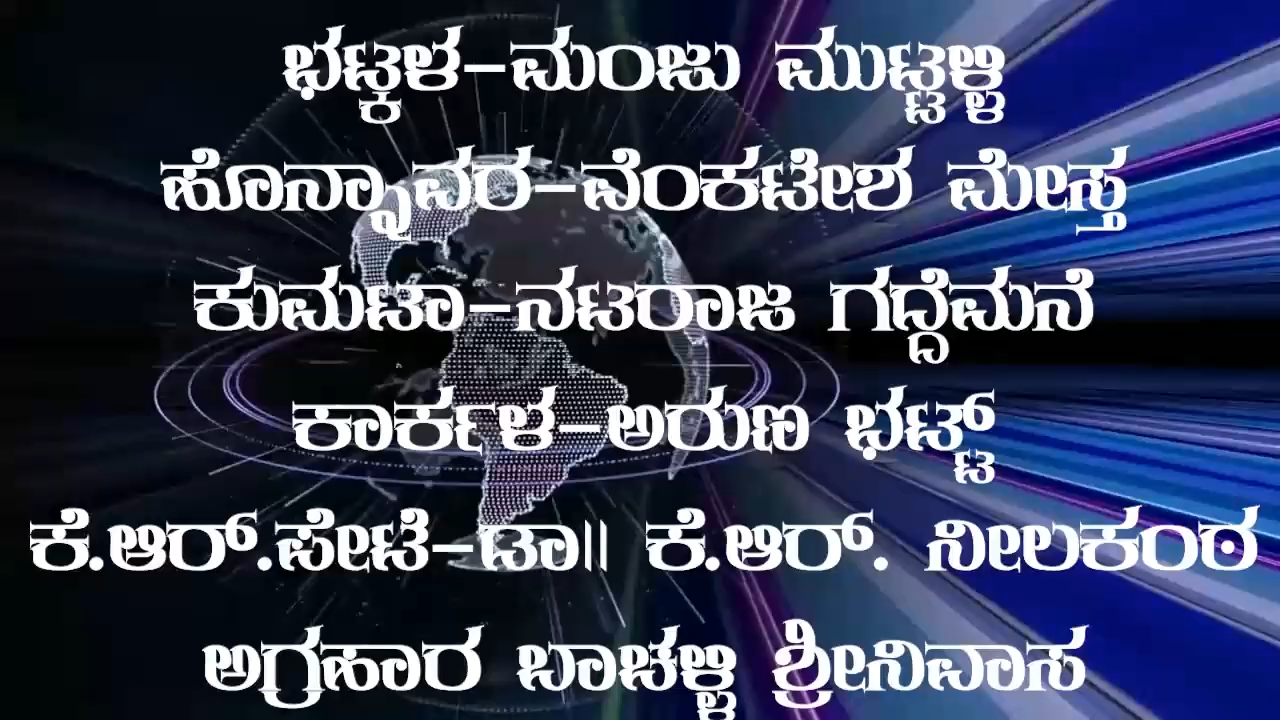 ಭಟ್ಕಳ-ಮಂಜು ಮುಟ್ಟಳ್ಳಿ
ಹೊನ್ನಾವರ-ವೆಂಕಟೇಶ ಮೇಸ್ತ
ಕುಮಟಾ-ನಟರಾಜ ಗದ್ದೆಮನೆ
ಕಾರ್ಕಳ-ಅರುಣ ಭಟ್ಟ್
ಕೆ.ಆರ್.ಪೇಟೆ-ಡಾ॥ ಕೆ.ಆರ್. ನೀಲಕಂಠ
ಅಗ್ರಹಾರ ಬಾಚಳ್ಳಿ ಶ್ರೀನಿವಾಸ